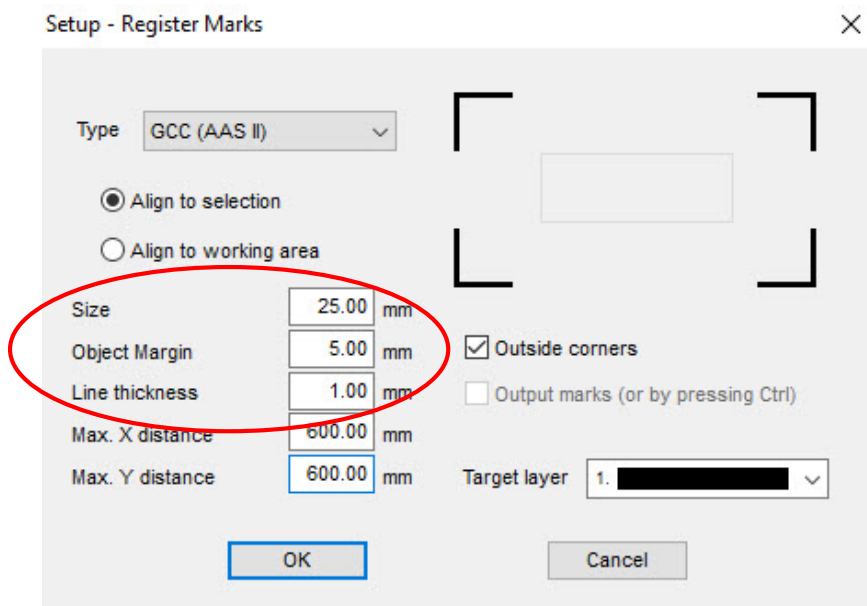 Setup - Register Marks
Type GCC (AAS II)
Align to selection
Align to working area
Size 25.00 mm
Object Margin 5.00 mm
Outside corners
Line thickness 1.00 mm
Output marks (or by pressing Ctrl)
Max. X distance 600.00 mm
Max. Y distance 600.00 mm
Target layer 1.
OK Cancel